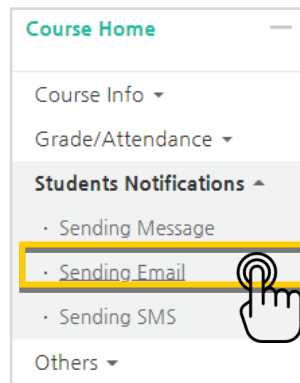 Course Home
Course Info
Grade/Attendance
Students Notifications
· Sending Message
· Sending Email
· Sending SMS
Others